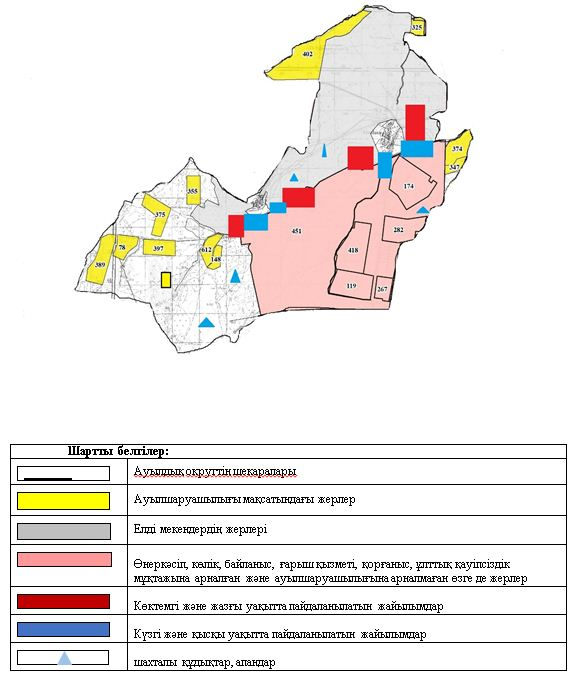 325
402
374
347
174
355
375
282
451
78
397
612
418
148
389
119
267
Шартты белгілер:
Ауылдық округтің шекаралары
Ауылшаруашылығы мақсатындағы жерлер
Елді мекендердің жерлері
Өнеркәсіп, көлік, байланыс, ғарыш қызметі, қорғаныс, ұлттық қауіпсіздік
мұқтажына арналған және ауылшаруашылығына арналмаған өзге де жерлер
Көктемгі және жазғы уақытта пайдаланылатын жайылымдар
Күзгі және қысқы уақытта пайдаланылатын жайылымдар
шахталы құдықтар, апандар